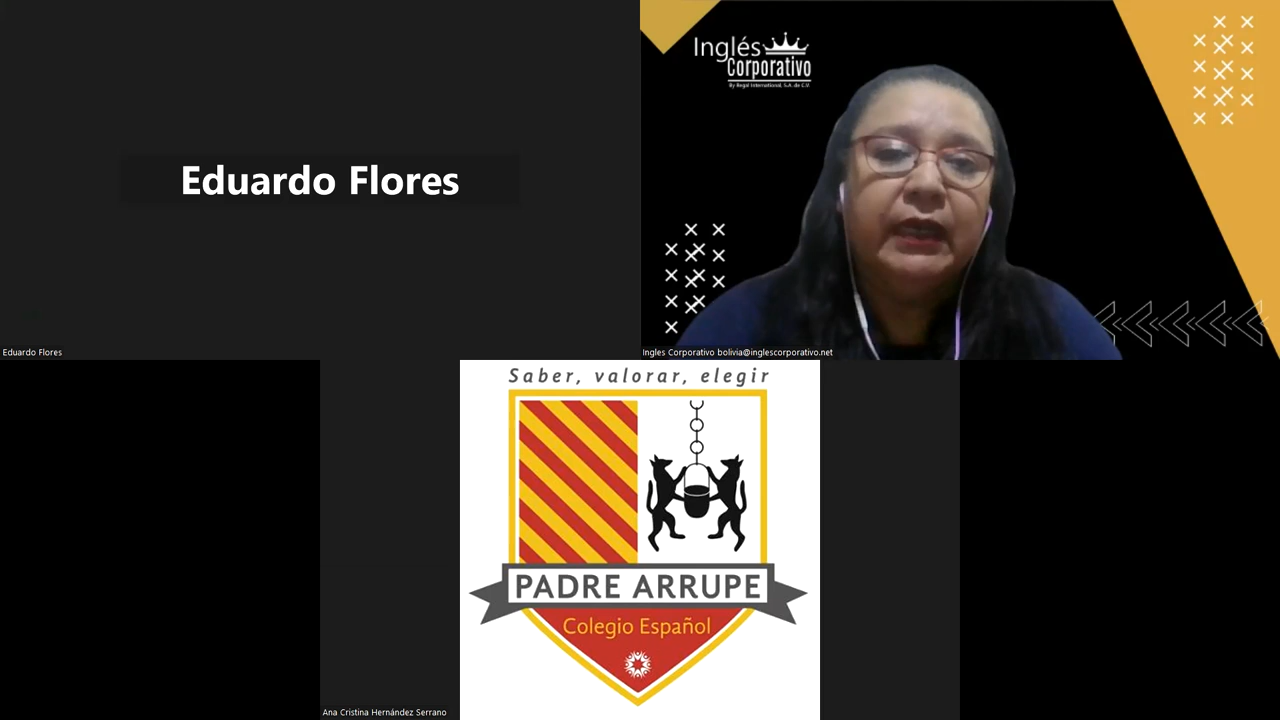 Eduardo Flores
Eduardo Flores
Inglés
Corporativo
By Regal International, S.A. de C.V.
Ingles Corporativo bolivia@inglescorporativo.net
Saber, valorar, elegir
PADRE ARRUPE
Colegio Español
Ana Cristina Hernández Serrano